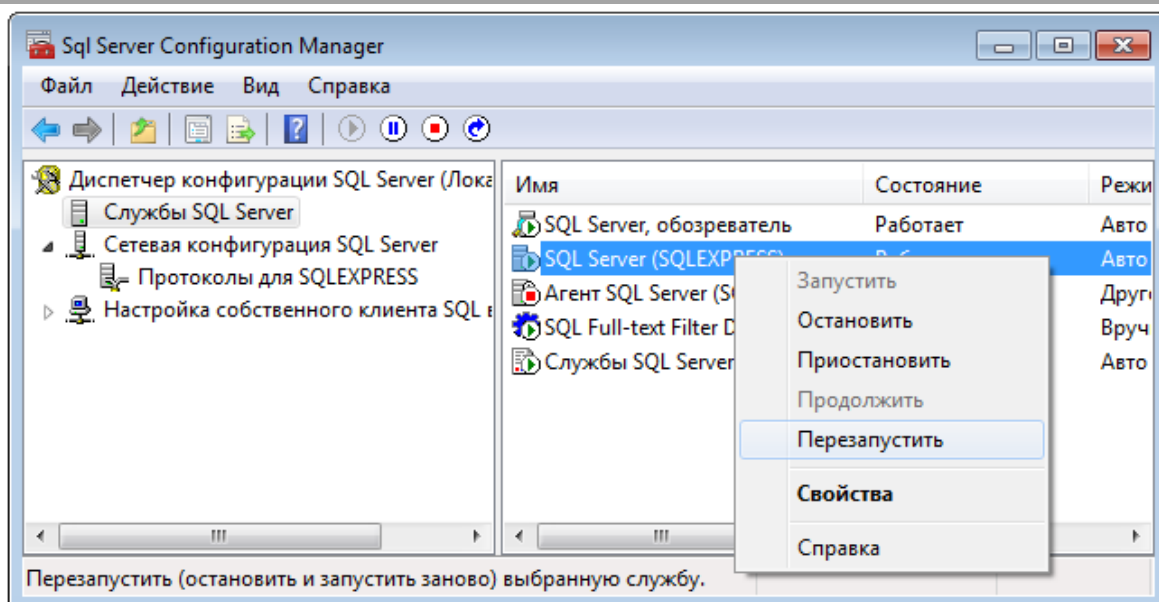 Sql Server Configuration Manager
Файл Действие Вид Справка
Диспетчер конфигурации SQL Server (Лока
Службы SQL Server
Сетевая конфигурация SQL Server
Протоколы для SQLEXPRESS
Настройка собственного клиента SQL в
Имя Состояние Режи
SQL Server, обозреватель Работает Авто
SQL Server (SQLEXPRESS) Авто
Агент SQL Server (S Друг
SQL Full-text Filter D Вруч
Службы SQL Server Авто
Запустить
Остановить
Приостановить
Продолжить
Перезапустить
Свойства
Справка
Перезапустить (остановить и запустить заново) выбранную службу.